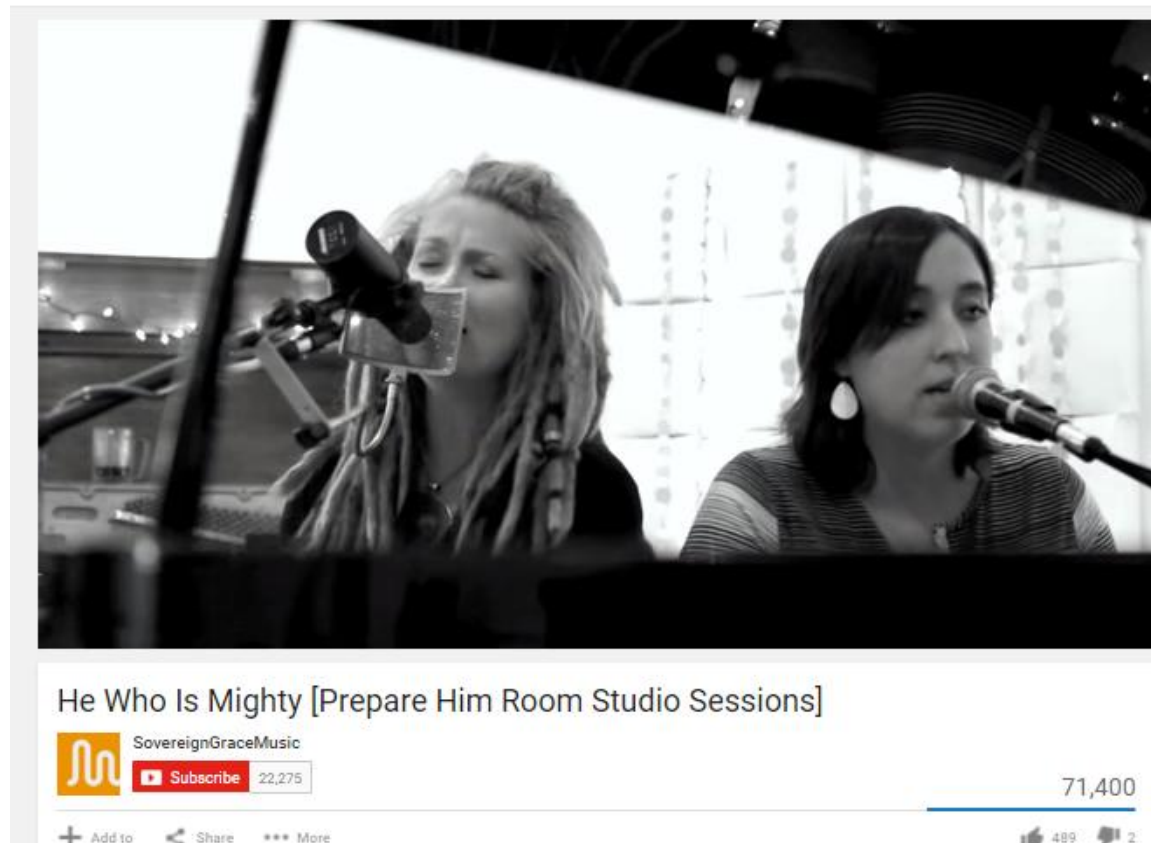 He Who Is Mighty [Prepare Him Room Studio Sessions]
SovereignGraceMusic
Subscribe 22,275
71,400
Add to Share More
489 2